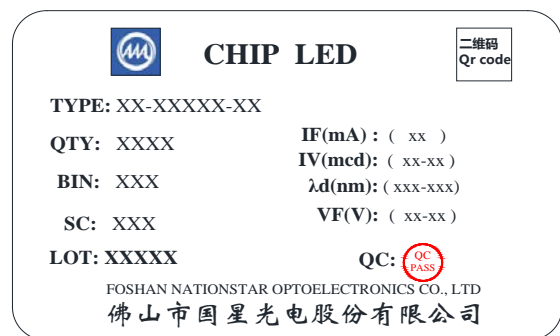 CHIP LED
二维码
Qr code
TYPE: XX-XXXXX-XX
QTY: XXXX
IF(mA) : ( xx )
IV(mcd): ( xx-xx )
BIN: XXX
λd(nm): ( xxx-xxx)
SC: XXX
VF(V): ( xx-xx )
LOT: XXXXX
QC: QC
PASS
FOSHAN NATIONSTAR OPTOELECTRONICS CO., LTD
佛山市国星光电股份有限公司